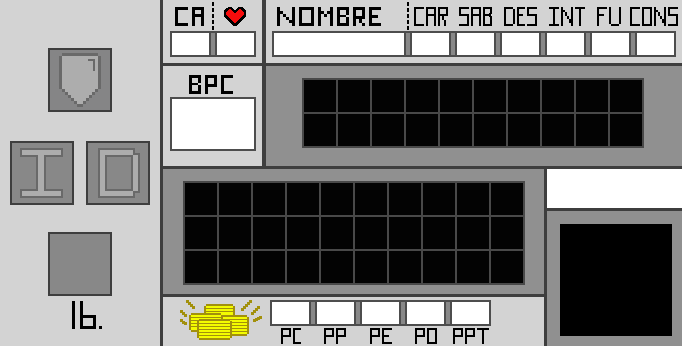 CA NOMBRE CAR SAB DES INT FU CONS
BPC
I D
lb.
PC PP PE PO PPT